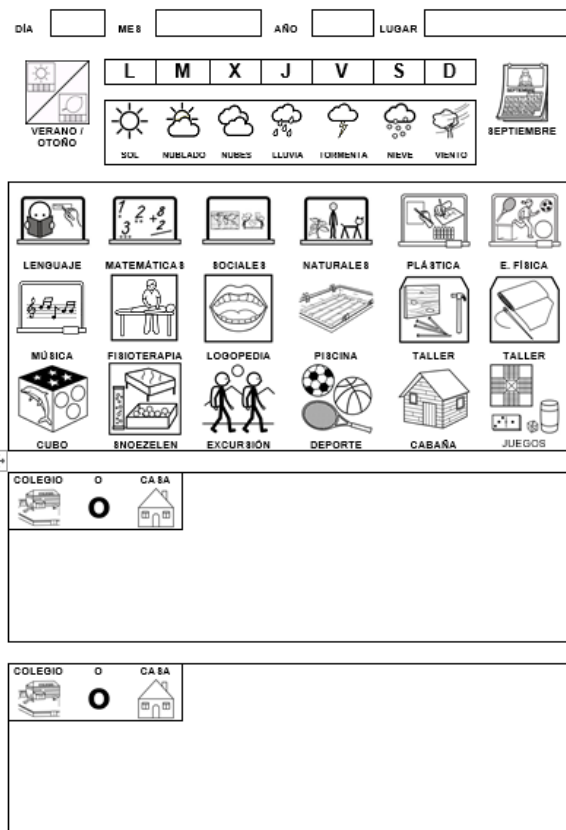 DÍA MES AÑO LUGAR
L M X J V S D
VERANO / OTOÑO
SOL NUBLADO NUBES LLUVIA TORMENTA NIEVE VIENTO
SEPTIEMBRE
LENGUAJE MATEMÁTICAS SOCIALES NATURALES PLÁSTICA E. FÍSICA
MÚSICA FISIOTERAPIA LOGOPEDIA PISCINA TALLER TALLER
CUBO SNOEZELEN EXCURSIÓN DEPORTE CABAÑA JUEGOS
COLEGIO O CASA
O
COLEGIO O CASA
O